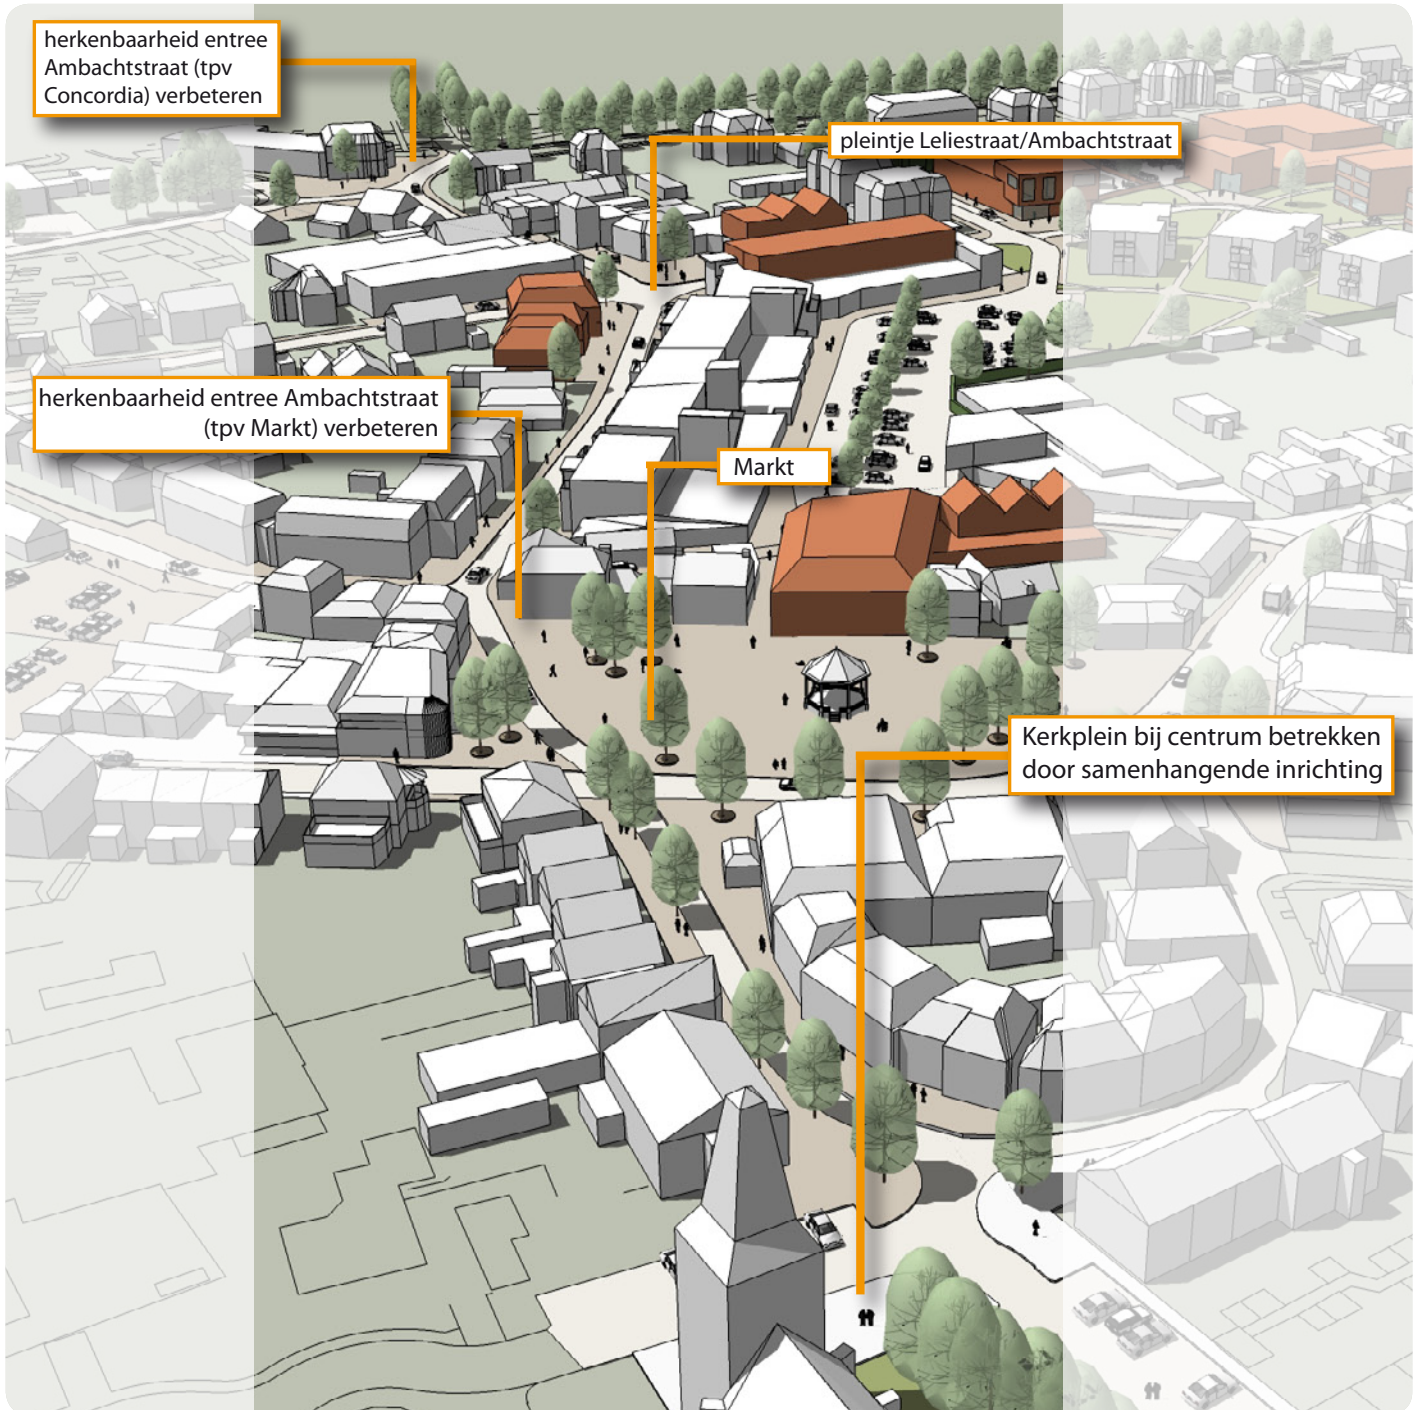 herkenbaarheid entree
Ambachtstraat (tpv
Concordia) verbeteren
pleintje Leliestraat/Ambachtstraat
herkenbaarheid entree Ambachtstraat
(tpv Markt) verbeteren
Markt
Kerkplein bij centrum betrekken
door samenhangende inrichting